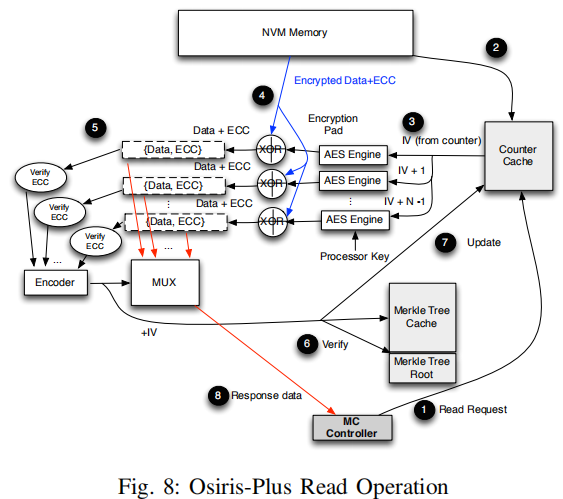 NVM Memory
2
Encrypted Data+ECC
4
3
Encryption
Pad
5
Data + ECC
IV (from counter)
{Data, ECC}
XOR
AES Engine
Counter
Cache
Verify
ECC
Data + ECC
IV + 1
{Data, ECC}
XOR
AES Engine
Verify
ECC
Data + ECC
⋮
⋮
IV + N -1
{Data, ECC}
XOR
AES Engine
Verify
ECC
7 Update
...
...
Processor Key
Encoder
MUX
+IV
Merkle Tree
Cache
6 Verify
Merkle Tree
Root
8 Response data
1 Read Request
MC
Controller
Fig. 8: Osiris-Plus Read Operation